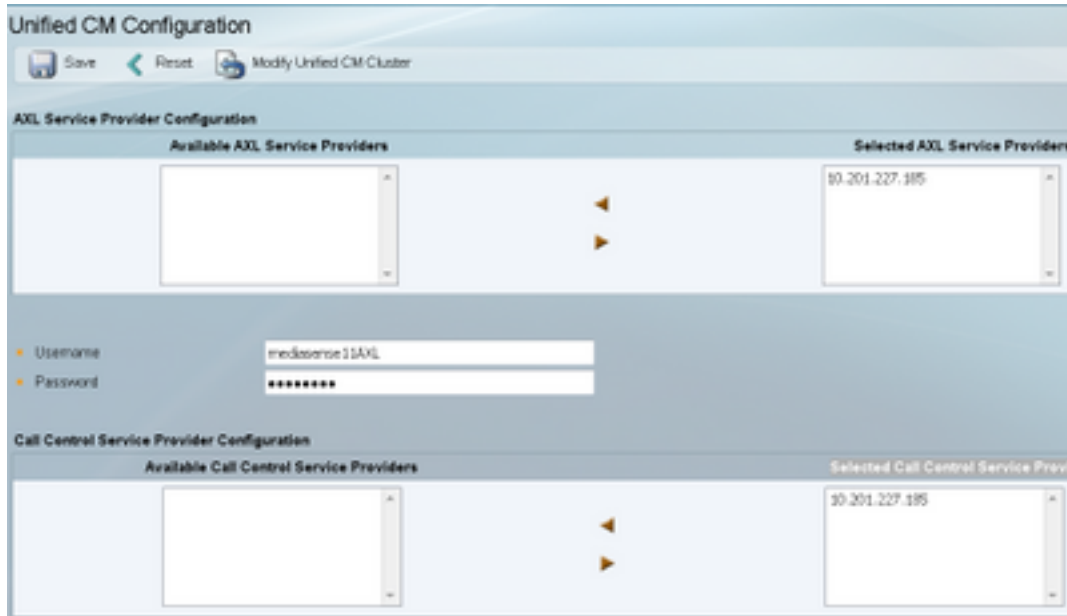 Unified CM Configuration
Save Reset Modify Unified CM Cluster
AXL Service Provider Configuration
Available AXL Service Providers Selected AXL Service Providers
10.201.227.185
Username mediasense11AXL
Password ••••••••
Call Control Service Provider Configuration
Available Call Control Service Providers Selected Call Control Service Prov
10.201.227.185